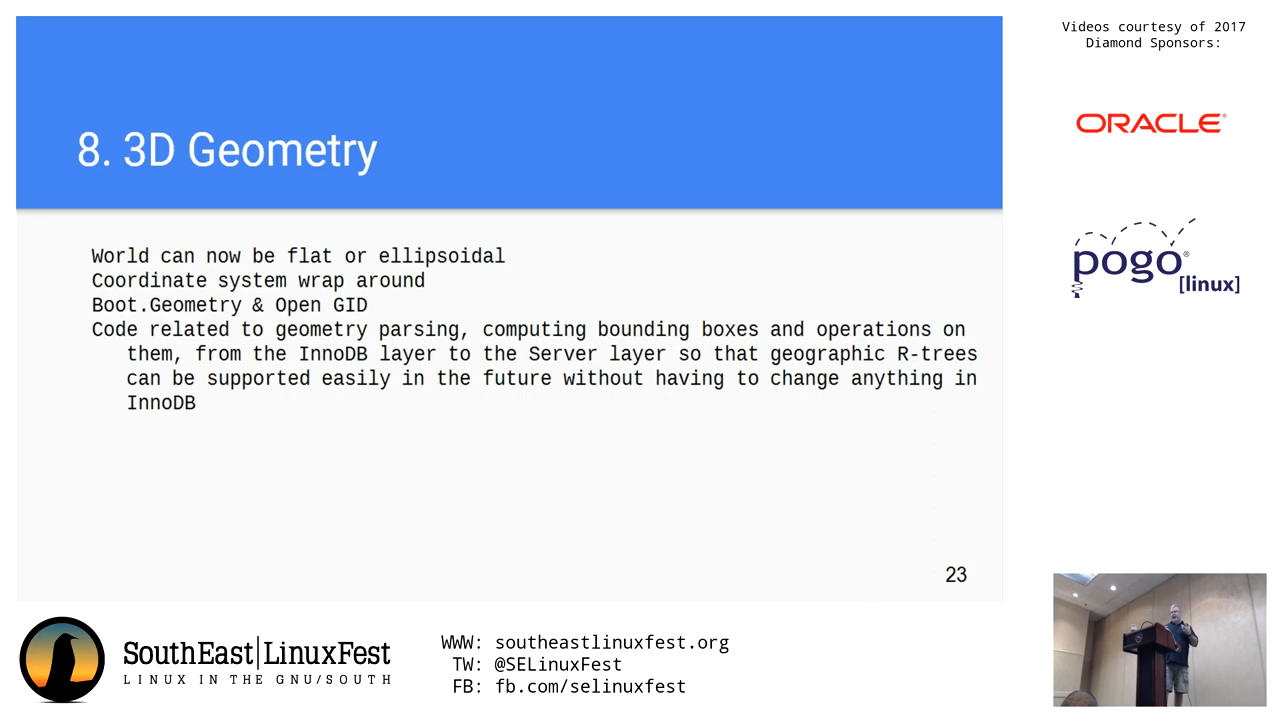 Videos courtesy of 2017
Diamond Sponsors:
ORACLE®
pogo®
[linux]
8. 3D Geometry
World can now be flat or ellipsoidal
Coordinate system wrap around
Boot.Geometry & Open GID
Code related to geometry parsing, computing bounding boxes and operations on
them, from the InnoDB layer to the Server layer so that geographic R-trees
can be supported easily in the future without having to change anything in
InnoDB
23
SouthEast|LinuxFest
LINUX IN THE GNU/SOUTH
WWW: southeastlinuxfest.org
TW: @SELinuxFest
FB: fb.com/selinuxfest